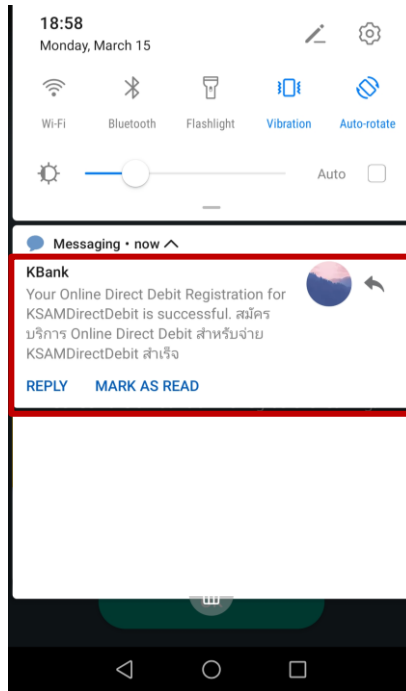 18:58
Monday, March 15
Wi-Fi Bluetooth Flashlight Vibration Auto-rotate
Auto
Messaging • now
KBank
Your Online Direct Debit Registration for
KSAMDirectDebit is successful. สมัคร
บริการ Online Direct Debit สำหรับจ่าย
KSAMDirectDebit สำเร็จ
REPLY MARK AS READ